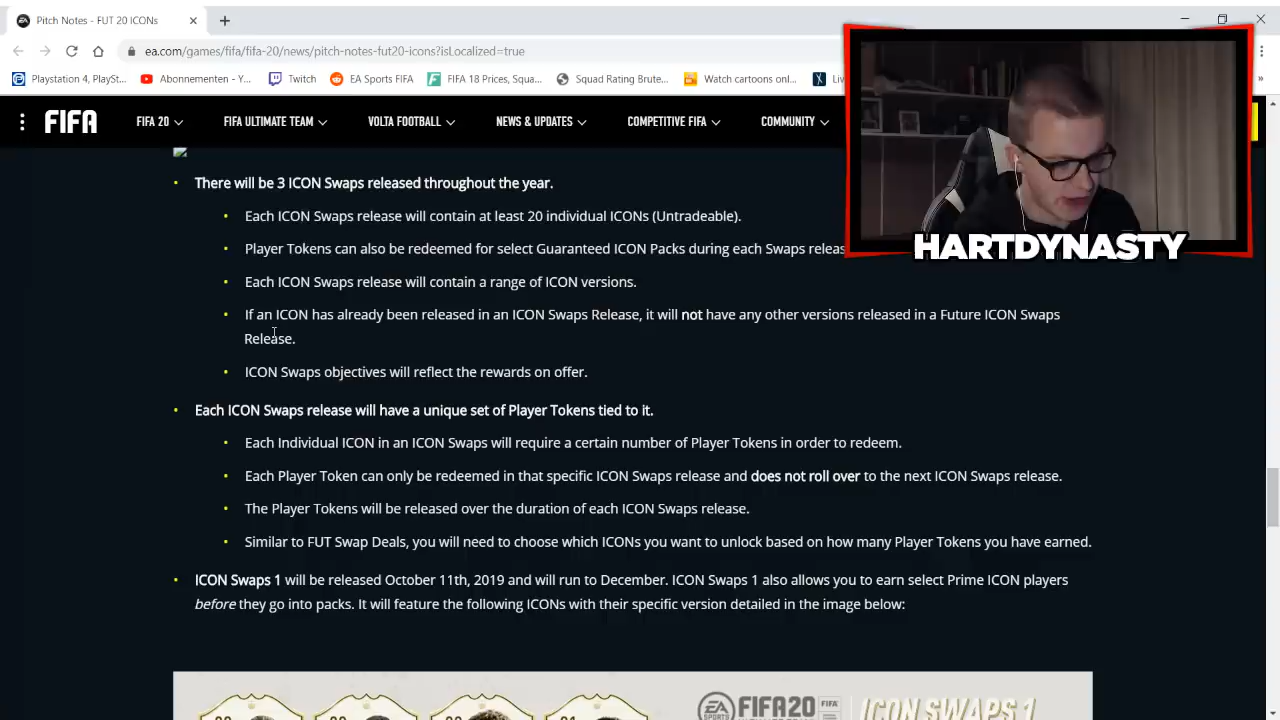 Pitch Notes - FUT 20 ICONs
ea.com/games/fifa/fifa-20/news/pitch-notes-fut20-icons?isLocalized=true
Playstation 4, PlaySt... Abonnementen - Y... Twitch EA Sports FIFA FIFA 18 Prices, Squa... Squad Rating Brute... Watch cartoons onl... Live
FIFA FIFA 20 FIFA ULTIMATE TEAM VOLTA FOOTBALL NEWS & UPDATES COMPETITIVE FIFA COMMUNITY
HARTDYNASTY
• There will be 3 ICON Swaps released throughout the year.
• Each ICON Swaps release will contain at least 20 individual ICONs (Untradeable).
• Player Tokens can also be redeemed for select Guaranteed ICON Packs during each Swaps releas
• Each ICON Swaps release will contain a range of ICON versions.
• If an ICON has already been released in an ICON Swaps Release, it will not have any other versions released in a Future ICON Swaps
Release.
• ICON Swaps objectives will reflect the rewards on offer.
• Each ICON Swaps release will have a unique set of Player Tokens tied to it.
• Each Individual ICON in an ICON Swaps will require a certain number of Player Tokens in order to redeem.
• Each Player Token can only be redeemed in that specific ICON Swaps release and does not roll over to the next ICON Swaps release.
• The Player Tokens will be released over the duration of each ICON Swaps release.
• Similar to FUT Swap Deals, you will need to choose which ICONs you want to unlock based on how many Player Tokens you have earned.
• ICON Swaps 1 will be released October 11th, 2019 and will run to December. ICON Swaps 1 also allows you to earn select Prime ICON players
before they go into packs. It will feature the following ICONs with their specific version detailed in the image below:
EA SPORTS FIFA20 FIFA ICON SWAPS 1